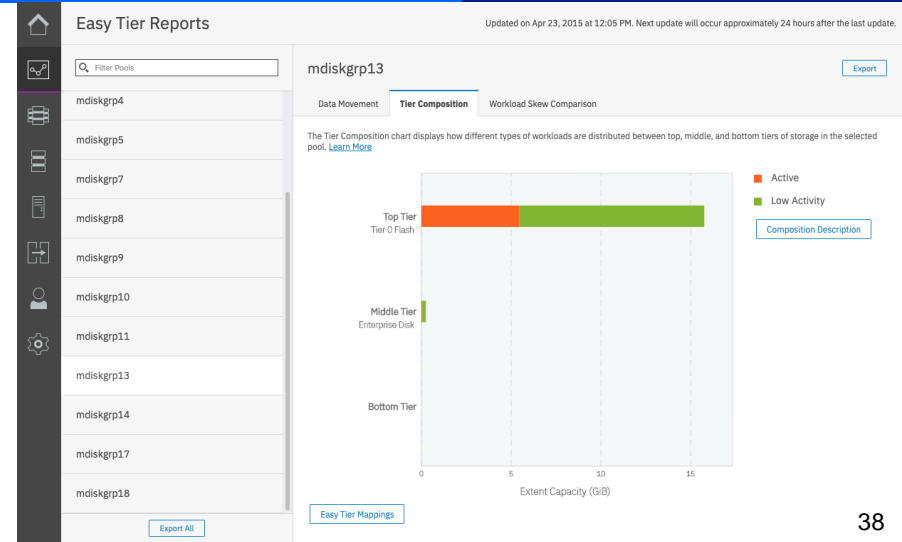 Easy Tier Reports
Updated on Apr 23, 2015 at 12:05 PM. Next update will occur approximately 24 hours after the last update.
Filter Pools
mdiskgrp4
mdiskgrp5
mdiskgrp7
mdiskgrp8
mdiskgrp9
mdiskgrp10
mdiskgrp11
mdiskgrp13
mdiskgrp14
mdiskgrp17
mdiskgrp18
Export All
mdiskgrp13
Export
Data Movement
Tier Composition
Workload Skew Comparison
The Tier Composition chart displays how different types of workloads are distributed between top, middle, and bottom tiers of storage in the selected
pool. Learn More
Top Tier
Tier 0 Flash
Middle Tier
Enterprise Disk
Bottom Tier
0 5 10 15
Extent Capacity (GiB)
Active
Low Activity
Composition Description
Easy Tier Mappings
38